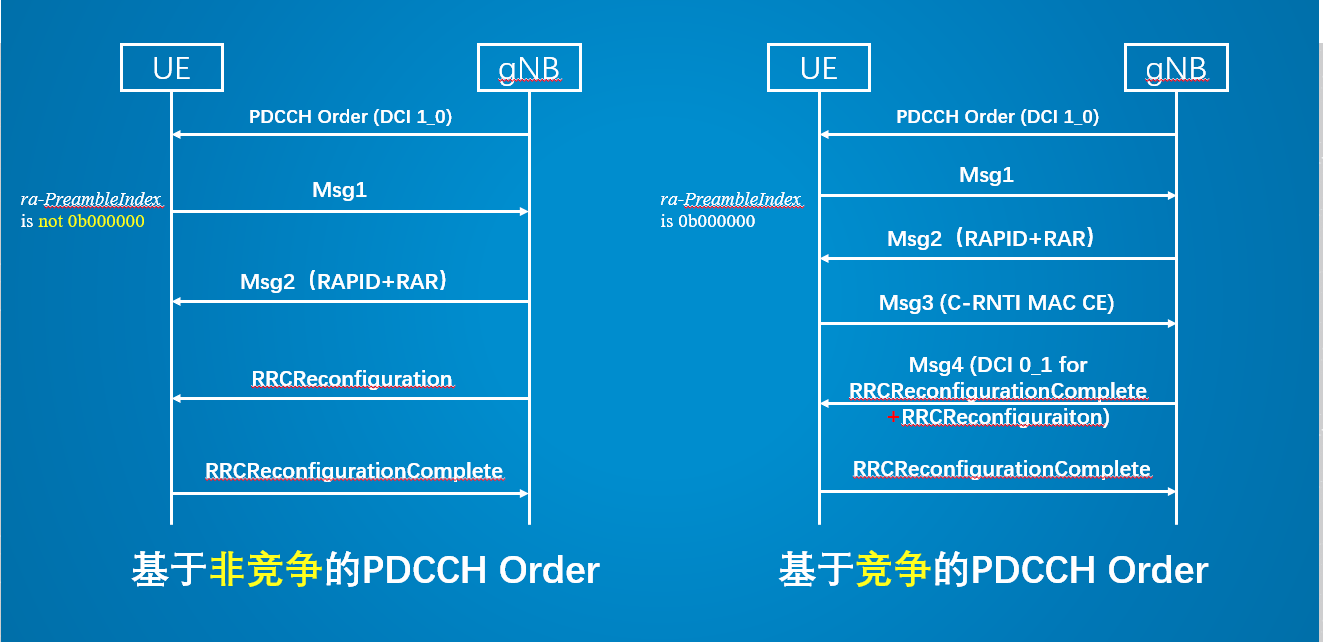 UE
gNB
PDCCH Order (DCI 1_0)
ra-PreambleIndex
is not 0b000000
Msg1
Msg2（RAPID+RAR）
RRCReconfiguration
RRCReconfigurationComplete
基于非竞争的PDCCH Order
UE
gNB
PDCCH Order (DCI 1_0)
ra-PreambleIndex
is 0b000000
Msg1
Msg2（RAPID+RAR）
Msg3 (C-RNTI MAC CE)
Msg4 (DCI 0_1 for
RRCReconfigurationComplete
+RRCReconfiguraiton)
RRCReconfigurationComplete
基于竞争的PDCCH Order